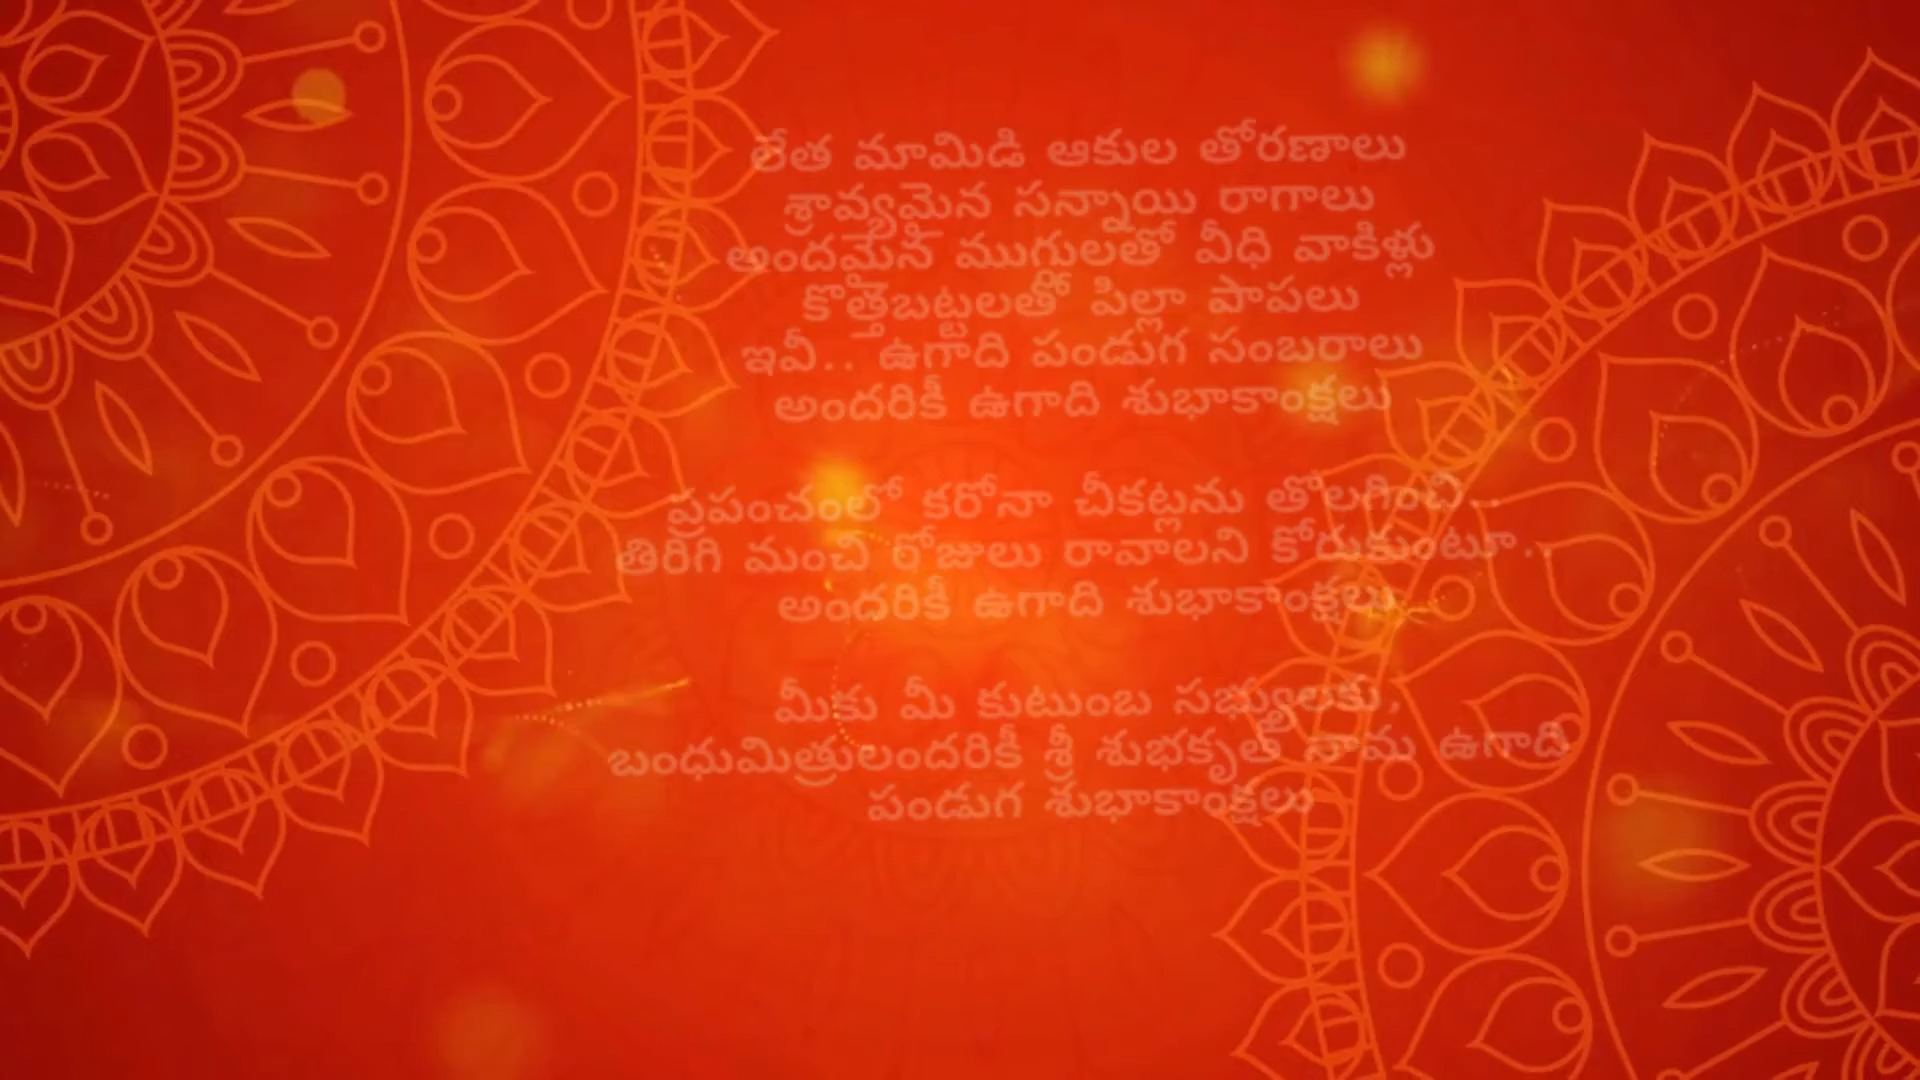 లేత మామిడి ఆకుల తోరణాలు
శ్రావ్యమైన సన్నాయి రాగాలు
అందమైన ముగ్గులతో వీధి వాకిళ్లు
కొత్తబట్టలతో పిల్లా పాపలు
ఇవీ.. ఉగాది పండుగ సంబరాలు
అందరికీ ఉగాది శుభాకాంక్షలు
ప్రపంచంలో కరోనా చీకట్లను తొలగించి...
తిరిగి మంచి రోజులు రావాలని కోరుకుంటూ..
అందరికీ ఉగాది శుభాకాంక్షలు
మీకు మీ కుటుంబ సభ్యులకు,
బంధుమిత్రులందరికీ శ్రీ శుభకృత్ నామ ఉగాది
పండుగ శుభాకాంక్షలు